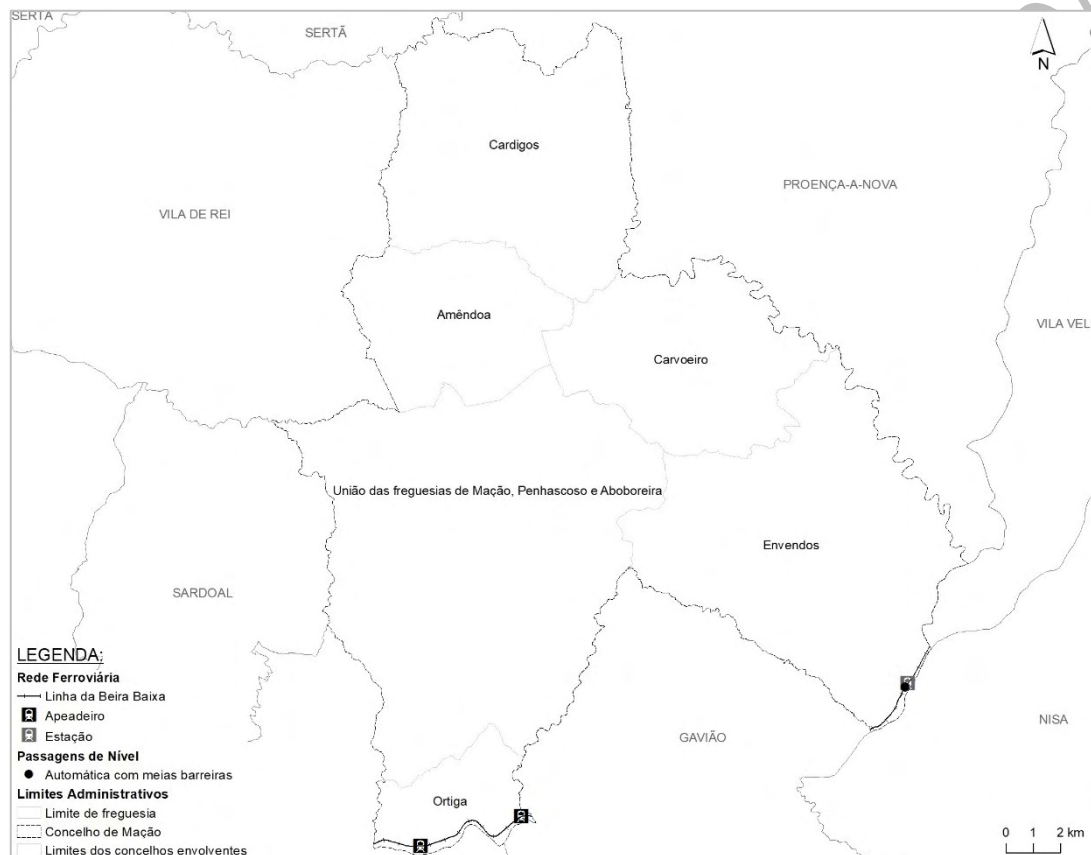 SERTÃ
SERTÃ
N
Cardigos
PROENÇA-A-NOVA
VILA DE REI
Amêndoa
VILA VEL
Carvoeiro
União das freguesias de Mação, Penhascoso e Aboboreira
Envendos
SARDOAL
NISA
GAVIÃO
Ortiga
LEGENDA:
Rede Ferroviária
Linha da Beira Baixa
Apeadeiro
Estação
Passagens de Nível
Automática com meias barreiras
Limites Administrativos
Limite de freguesia
Concelho de Mação
Limites dos concelhos envolventes
0 1 2 km